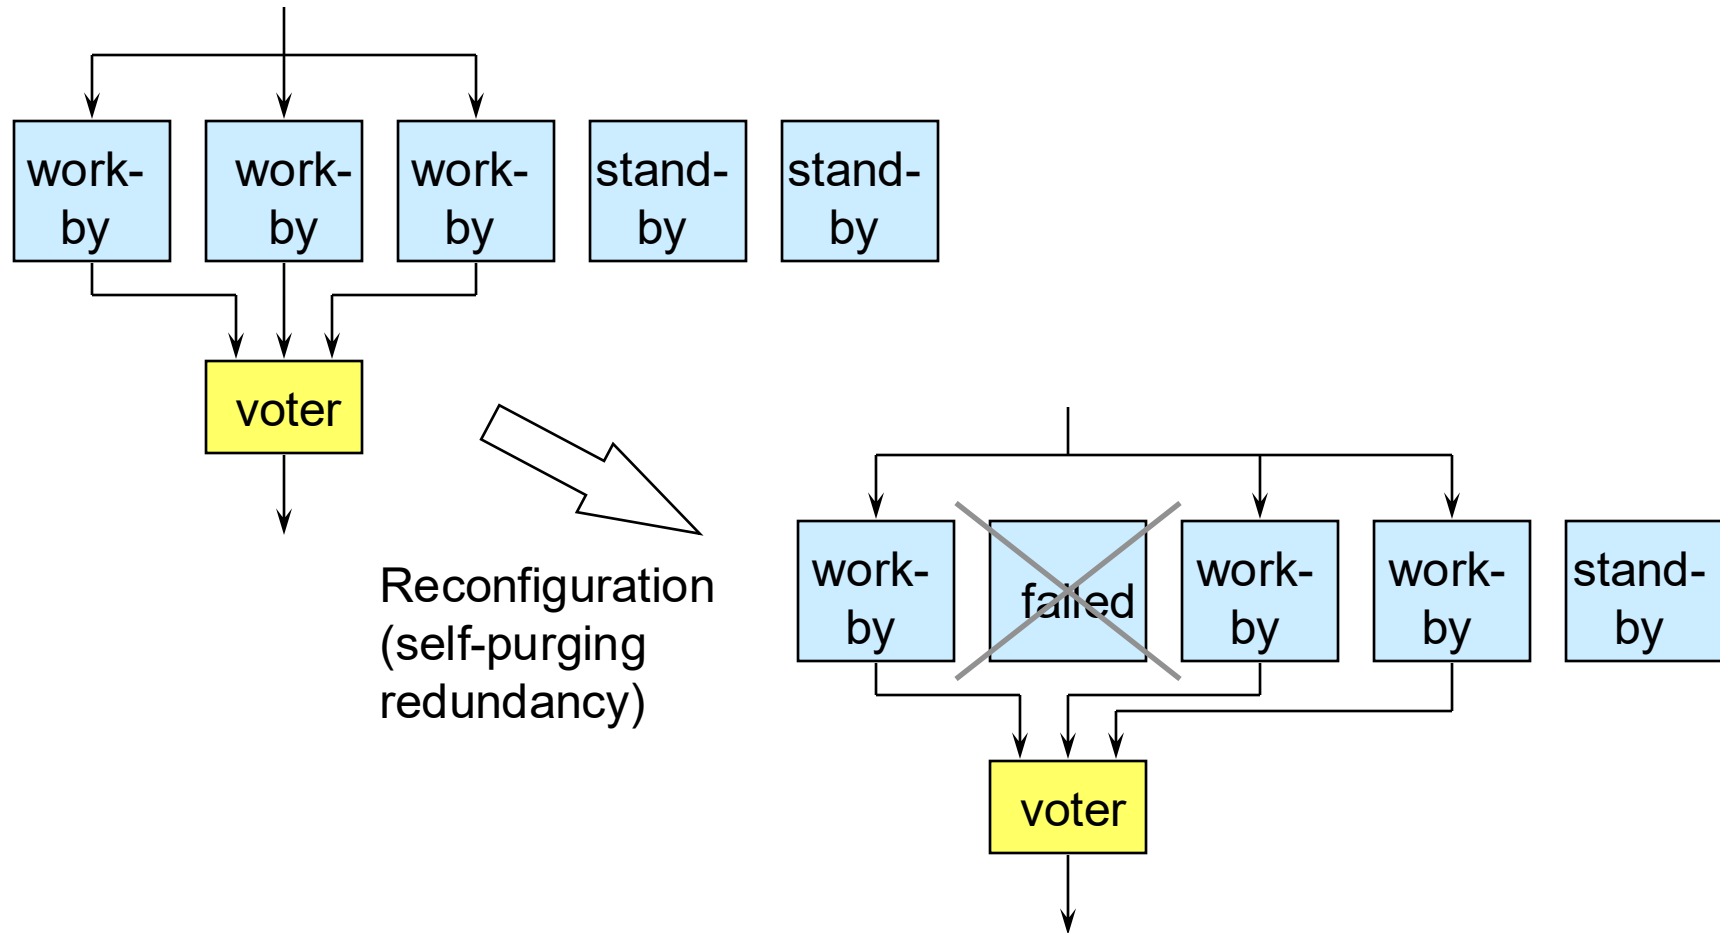 work-
by
work-
by
work-
by
stand-
by
stand-
by
voter
Reconfiguration
(self-purging
redundancy)
work-
by
failed
work-
by
work-
by
stand-
by
voter